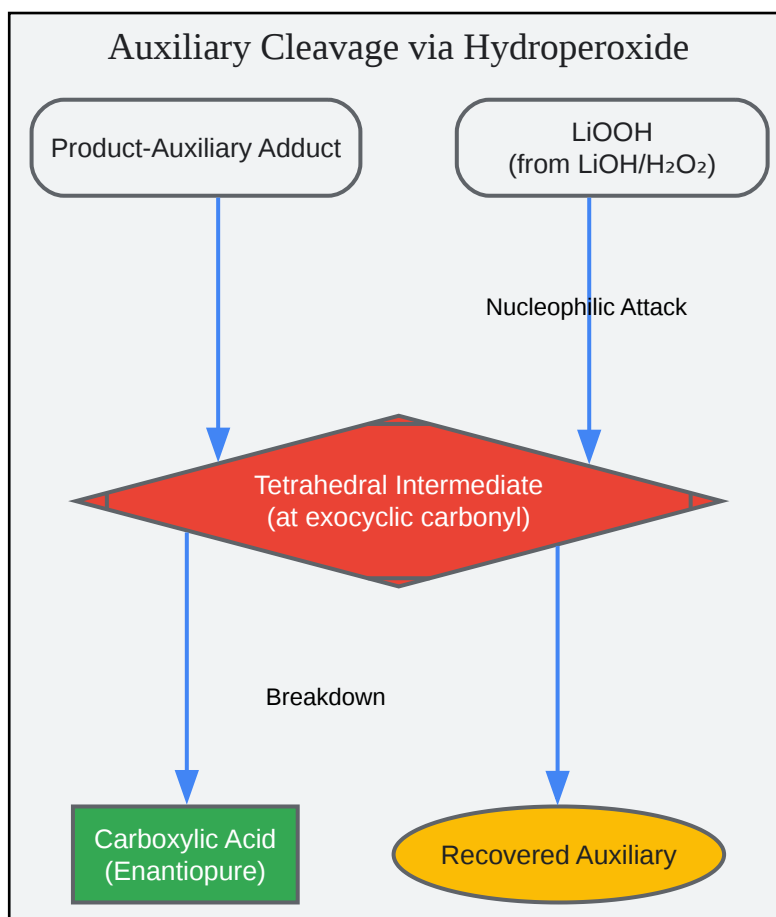 Auxiliary Cleavage via Hydroperoxide
Product-Auxiliary Adduct
LiOOH
(from LiOH/H₂O₂)
Nucleophilic Attack
Tetrahedral Intermediate
(at exocyclic carbonyl)
Breakdown
Carboxylic Acid
(Enantiopure)
Recovered Auxiliary